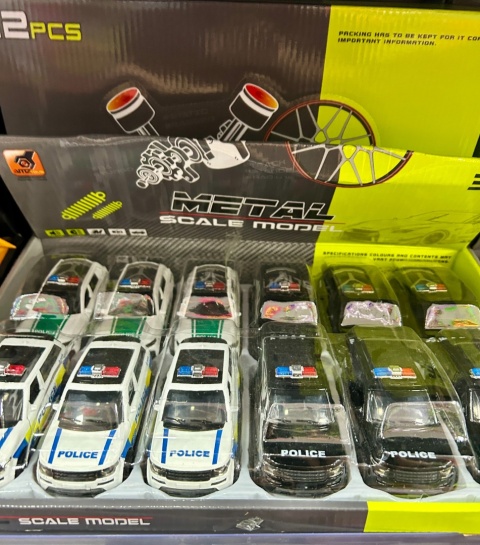 2PCS
PACKING HAS TO BE KEPT FOR IT CON
IMPORTANT INFORMATION.
METAL
SCALE MODEL
SPECIFICATIONS COLOURS AND CONTENTS MAY
POLICE
POLICE
POLICE
POLICE
SCALE MODEL